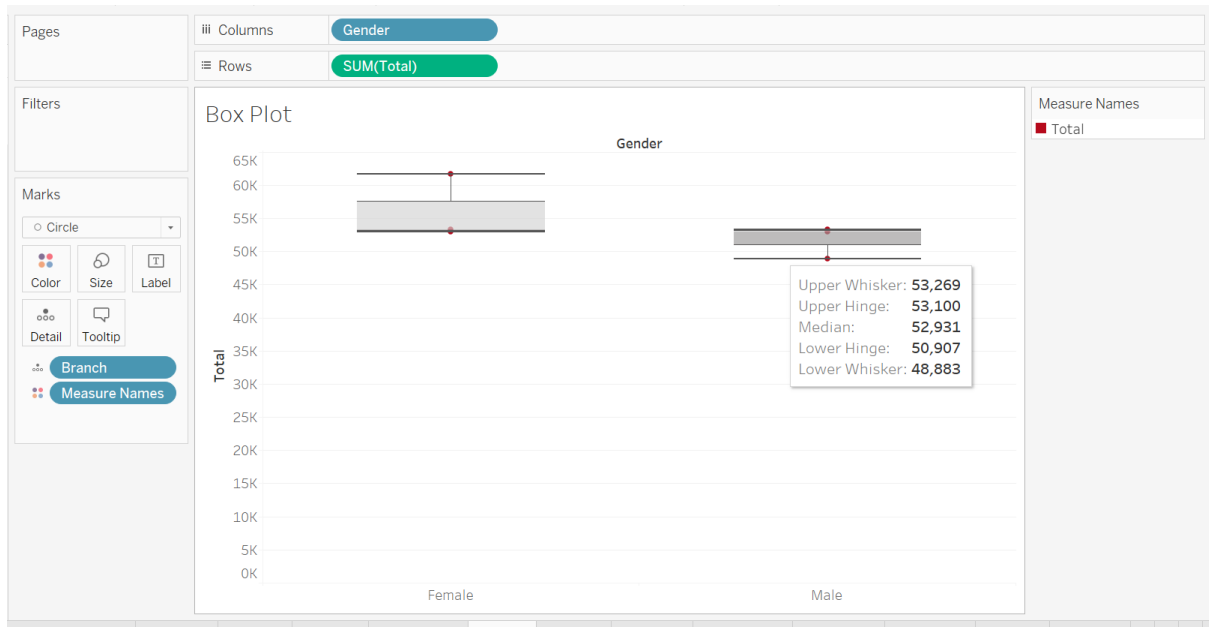 Pages
Columns
Gender
Rows
SUM(Total)
Filters
Marks
Circle
Color
Size
Label
T
Detail
Tooltip
Branch
Measure Names
Box Plot
Gender
65K
60K
55K
50K
45K
40K
35K
30K
25K
20K
15K
10K
5K
0K
Total
Female
Male
Upper Whisker: 53,269
Upper Hinge: 53,100
Median: 52,931
Lower Hinge: 50,907
Lower Whisker: 48,883
Measure Names
Total